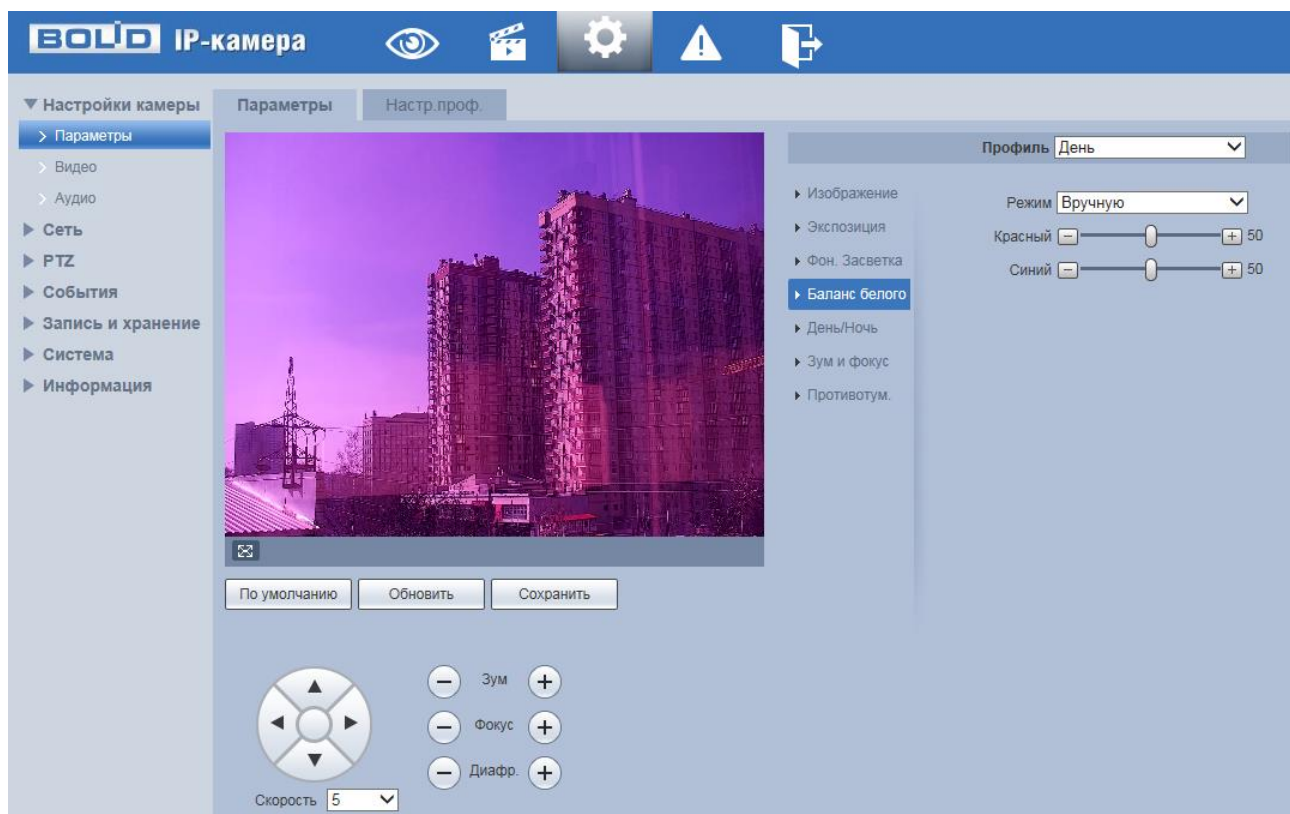 BOLID IP-камера
Настройки камеры
Параметры
Видео
Аудио
Сеть
PTZ
События
Запись и хранение
Система
Информация
Параметры Настр.проф.
Профиль День
Изображение
Экспозиция
Фон. Засветка
Баланс белого
День/Ночь
Зум и фокус
Противотум.
Режим Вручную
Красный 50
Синий 50
По умолчанию Обновить Сохранить
Зум
Фокус
Диафр.
Скорость 5